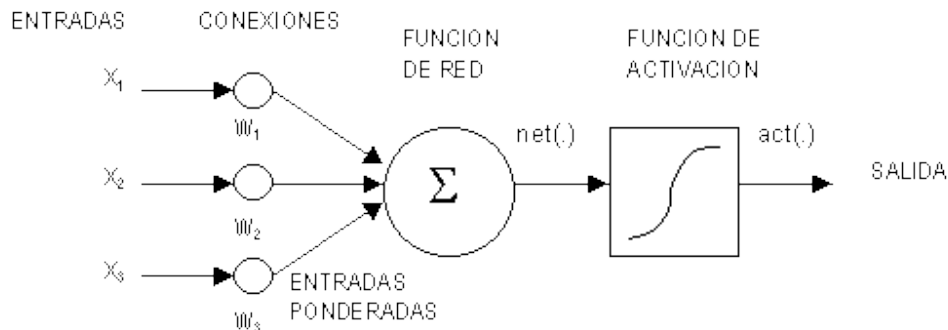 ENTRADAS
CONEXIONES
FUNCION
DE RED
FUNCION DE
ACTIVACION
X₁
W₁
net(.)
act(.)
X₂
Σ
SALIDA
W₂
X₃
ENTRADAS
PONDERADAS
W₃